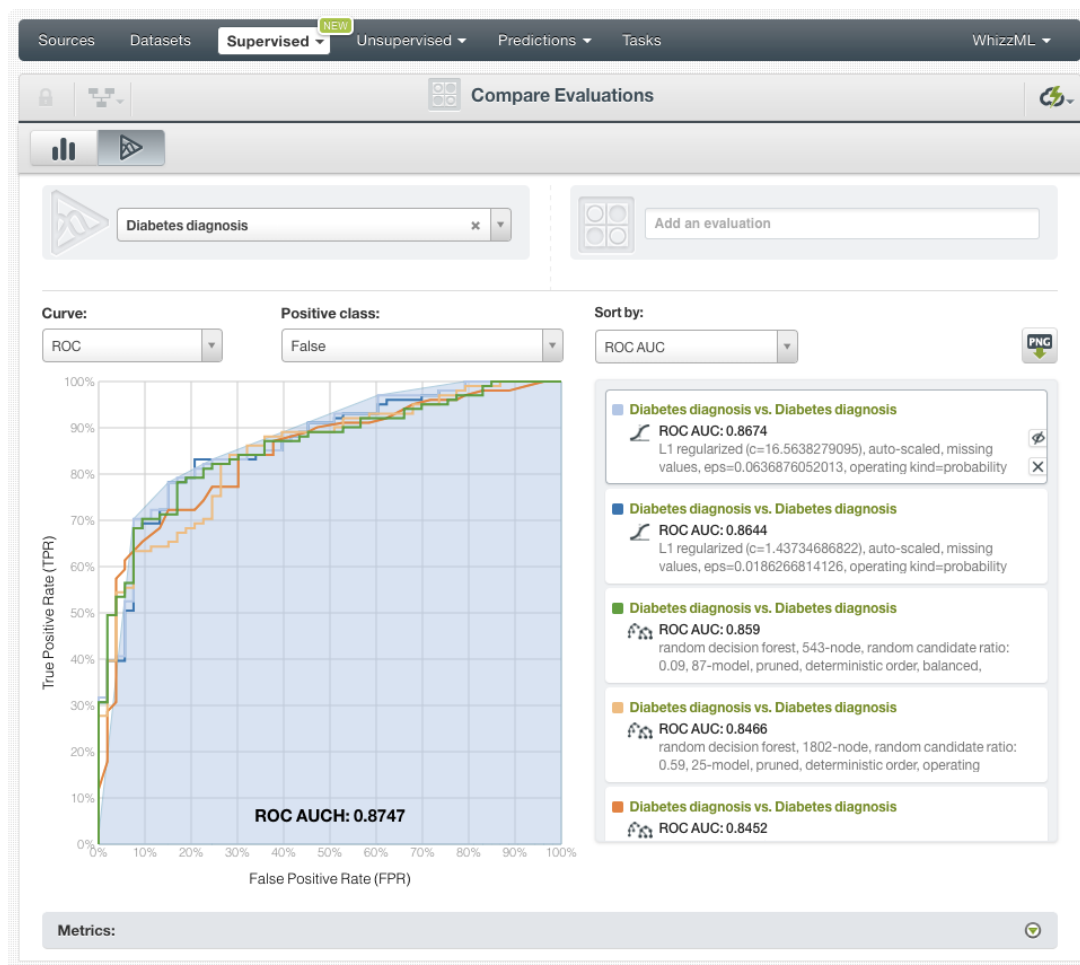 NEW
Sources Datasets Supervised Unsupervised Predictions Tasks WhizzML
Compare Evaluations
Diabetes diagnosis
Add an evaluation
Curve: Positive class: Sort by:
ROC False ROC AUC PNG
100%
90%
80%
70%
60%
50%
40%
30%
20%
10%
0%
True Positive Rate (TPR)
ROC AUCH: 0.8747
0% 10% 20% 30% 40% 50% 60% 70% 80% 90% 100%
False Positive Rate (FPR)
Diabetes diagnosis vs. Diabetes diagnosis
ROC AUC: 0.8674
L1 regularized (c=16.5638279095), auto-scaled, missing
values, eps=0.0636876052013, operating kind=probability
Diabetes diagnosis vs. Diabetes diagnosis
ROC AUC: 0.8644
L1 regularized (c=1.43734686822), auto-scaled, missing
values, eps=0.0186266814126, operating kind=probability
Diabetes diagnosis vs. Diabetes diagnosis
ROC AUC: 0.859
random decision forest, 543-node, random candidate ratio:
0.09, 87-model, pruned, deterministic order, balanced,
Diabetes diagnosis vs. Diabetes diagnosis
ROC AUC: 0.8466
random decision forest, 1802-node, random candidate ratio:
0.59, 25-model, pruned, deterministic order, operating
Diabetes diagnosis vs. Diabetes diagnosis
ROC AUC: 0.8452
Metrics: